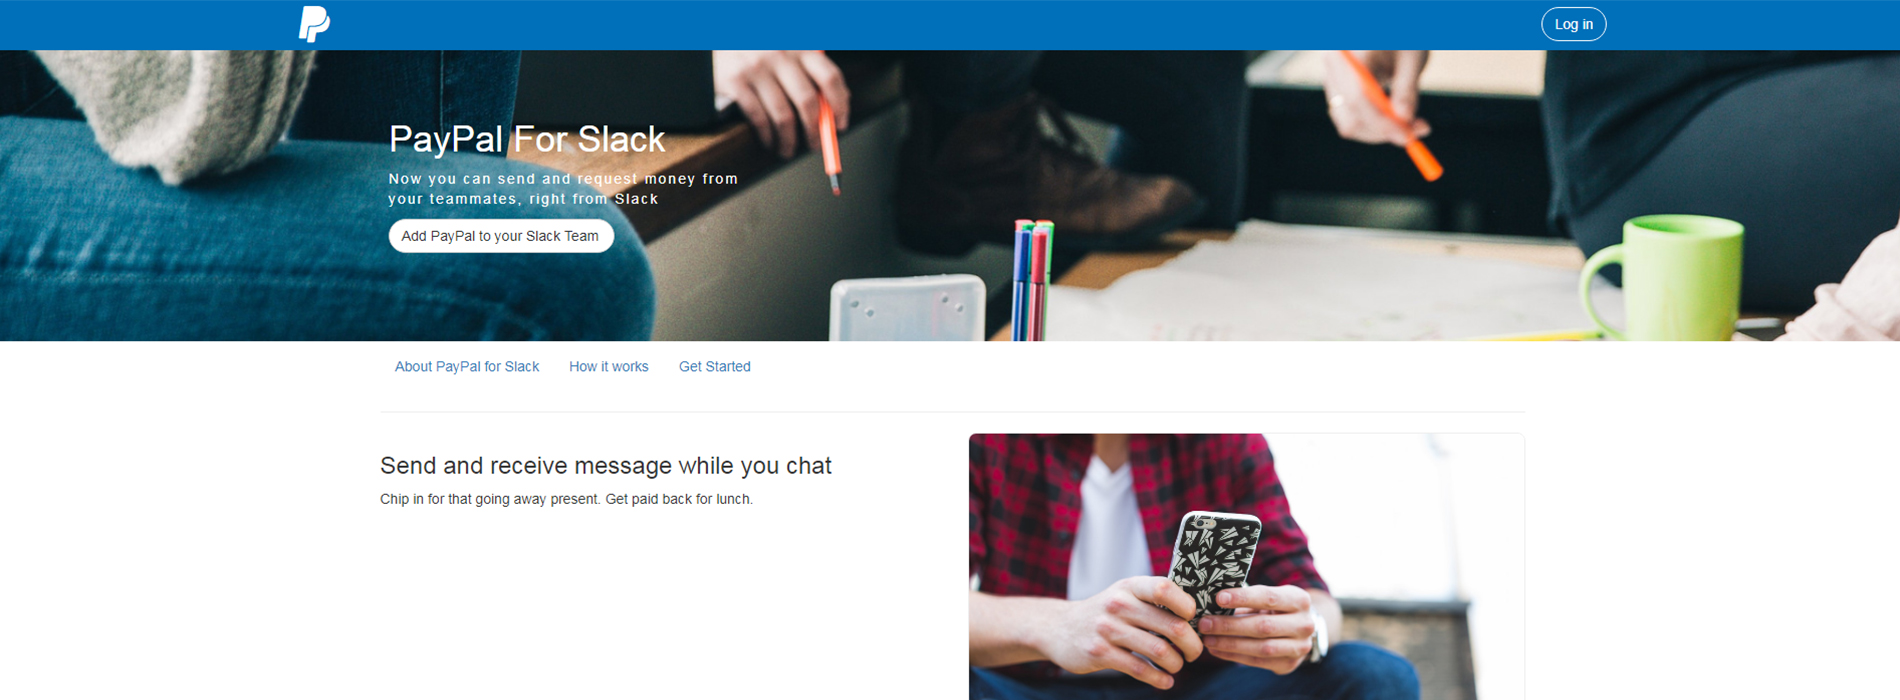 Log in
PayPal For Slack
Now you can send and request money from
your teammates, right from Slack
Add PayPal to your Slack Team
About PayPal for Slack
How it works
Get Started
Send and receive message while you chat
Chip in for that going away present. Get paid back for lunch.